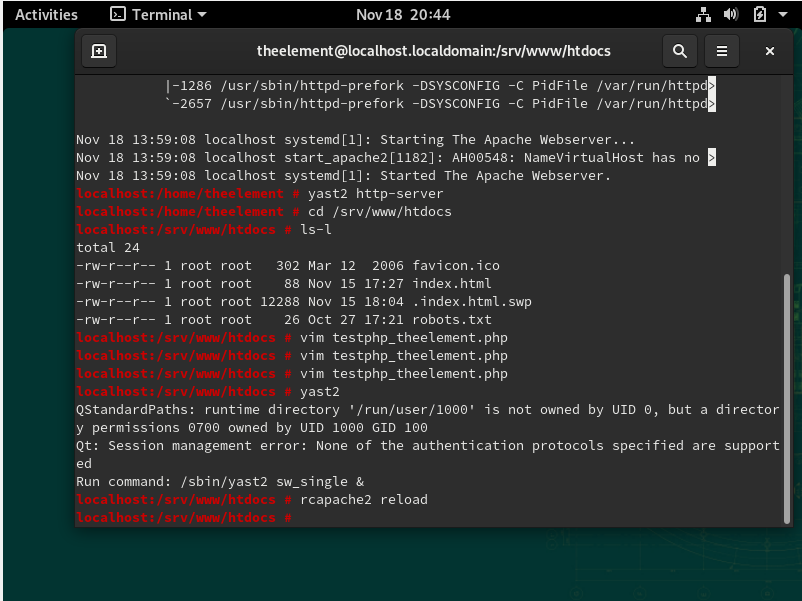 Activities Terminal Nov 18 20:44
theelement@localhost.localdomain:/srv/www/htdocs
|-1286 /usr/sbin/httpd-prefork -DSYSCONFIG -C PidFile /var/run/httpd>
`-2657 /usr/sbin/httpd-prefork -DSYSCONFIG -C PidFile /var/run/httpd>
Nov 18 13:59:08 localhost systemd[1]: Starting The Apache Webserver...
Nov 18 13:59:08 localhost start_apache2[1182]: AH00548: NameVirtualHost has no >
Nov 18 13:59:08 localhost systemd[1]: Started The Apache Webserver.
localhost:/home/theelement # yast2 http-server
localhost:/home/theelement # cd /srv/www/htdocs
localhost:/srv/www/htdocs # ls-l
total 24
-rw-r--r-- 1 root root   302 Mar 12  2006 favicon.ico
-rw-r--r-- 1 root root    88 Nov 15 17:27 index.html
-rw-r--r-- 1 root root 12288 Nov 15 18:04 .index.html.swp
-rw-r--r-- 1 root root    26 Oct 27 17:21 robots.txt
localhost:/srv/www/htdocs # vim testphp_theelement.php
localhost:/srv/www/htdocs # vim testphp_theelement.php
localhost:/srv/www/htdocs # vim testphp_theelement.php
localhost:/srv/www/htdocs # yast2
QStandardPaths: runtime directory '/run/user/1000' is not owned by UID 0, but a director
y permissions 0700 owned by UID 1000 GID 100
Qt: Session management error: None of the authentication protocols specified are support
ed
Run command: /sbin/yast2 sw_single &
localhost:/srv/www/htdocs # rcapache2 reload
localhost:/srv/www/htdocs #